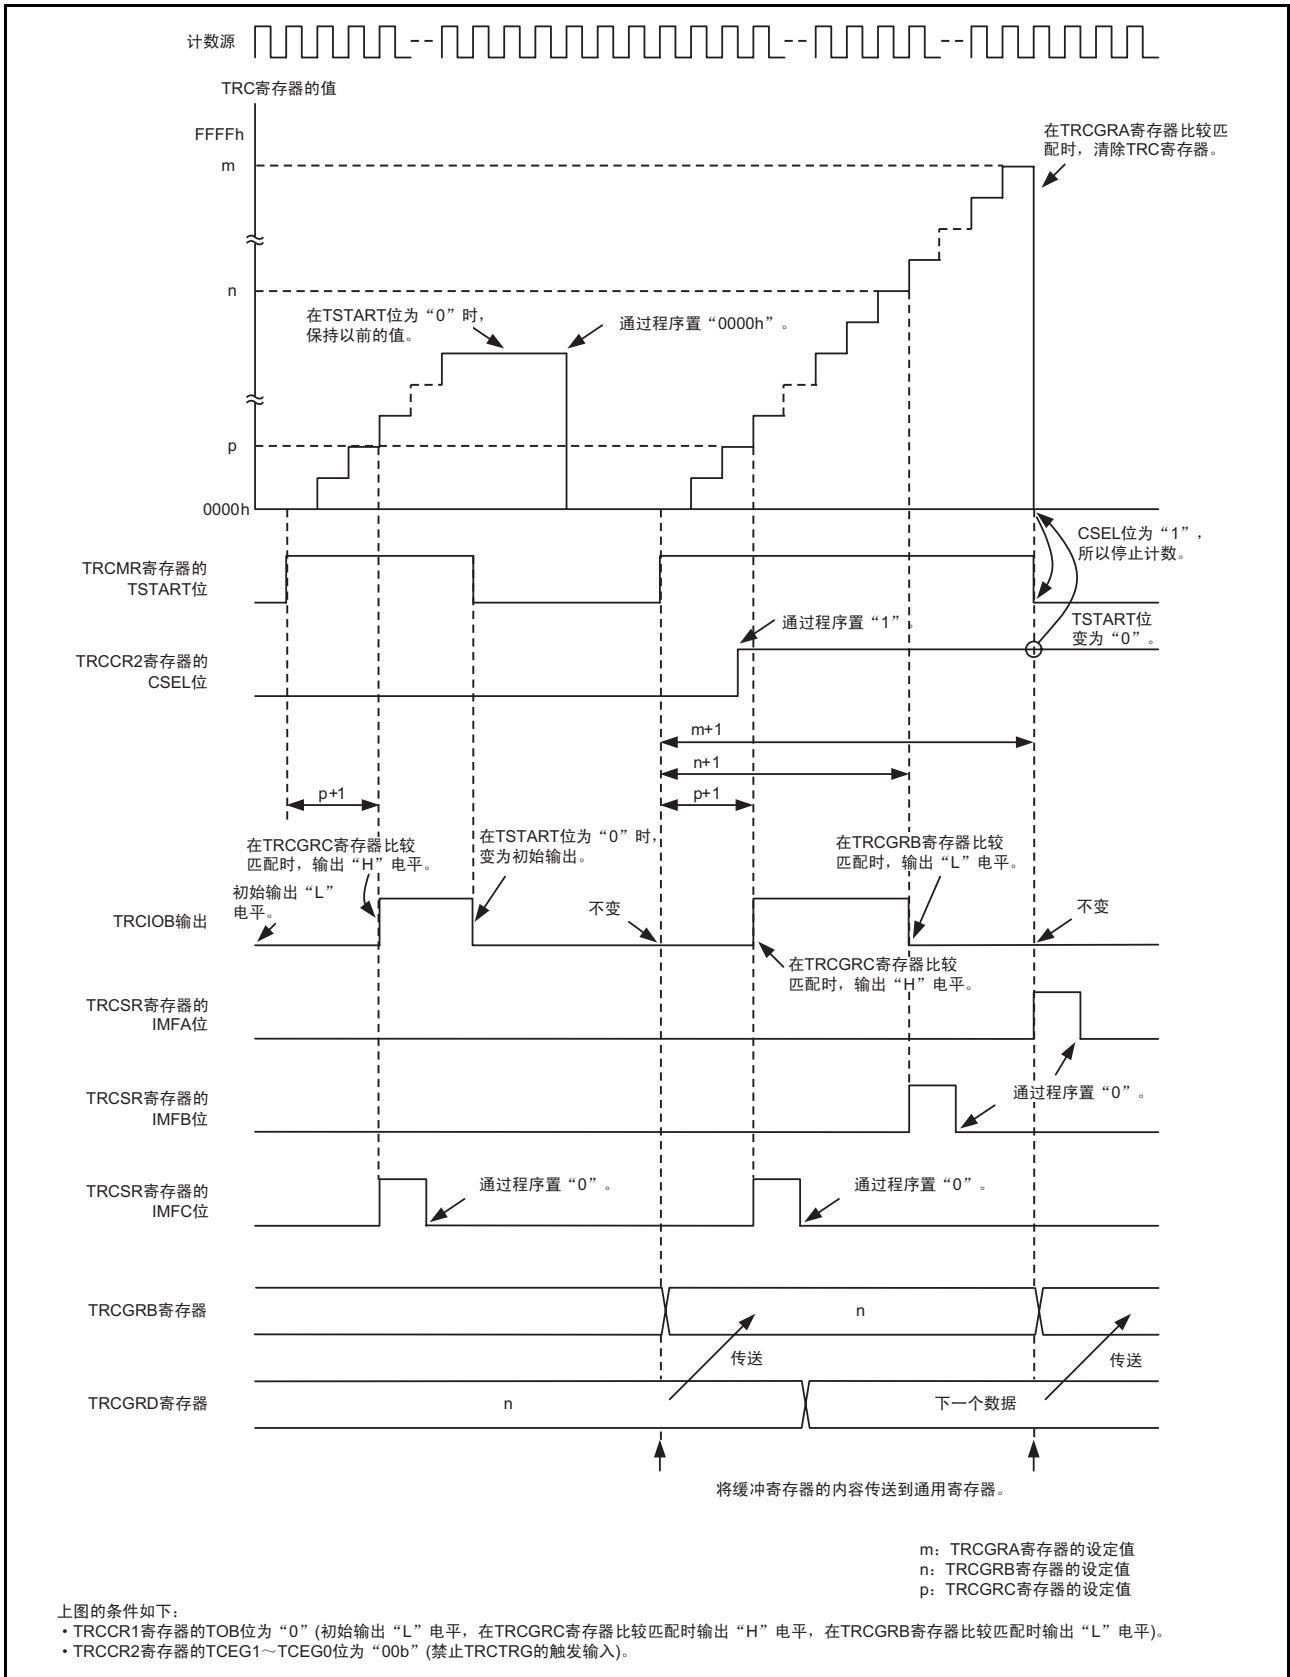 计数源
TRC寄存器的值
FFFFh
m
在TRCGRA寄存器比较匹
配时，清除TRC寄存器。
n
在TSTART位为“0”时，
保持以前的值。
通过程序置“0000h”。
p
0000h
CSEL位为“1”，
所以停止计数。
TRCMR寄存器的
TSTART位
TSTART位
变为“0”。
通过程序置“1”。
TRCCR2寄存器的
CSEL位
m+1
n+1
p+1
p+1
在TRCGRC寄存器比较
匹配时，输出“H”电平。
在TSTART位为“0”时，
变为初始输出。
在TRCGRB寄存器比较
匹配时，输出“L”电平。
初始输出“L”
电平。
TRCIOB输出
不变
不变
在TRCGRC寄存器比较
匹配时，输出“H”电平。
TRCSR寄存器的
IMFA位
通过程序置“0”。
TRCSR寄存器的
IMFB位
TRCSR寄存器的
IMFC位
通过程序置“0”。
通过程序置“0”。
TRCGRB寄存器
n
传送
传送
TRCGRD寄存器
n
下一个数据
将缓冲寄存器的内容传送到通用寄存器。
m：TRCGRA寄存器的设定值
n：TRCGRB寄存器的设定值
p：TRCGRC寄存器的设定值
上图的条件如下：
・TRCCR1寄存器的TOB位为“0”(初始输出“L”电平，在TRCGRC寄存器比较匹配时输出“H”电平，在TRCGRB寄存器比较匹配时输出“L”电平)。
・TRCCR2寄存器的TCEG1～TCEG0位为“00b”(禁止TRCTRG的触发输入)。